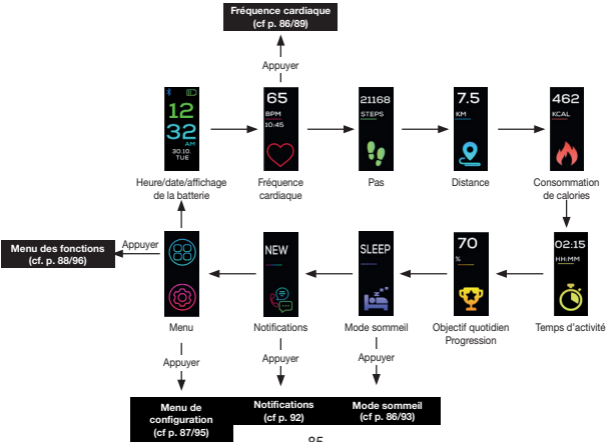 Fréquence cardiaque
(cf p. 86/89)
Appuyer
12
32
AM
30.10.
TUE
65
BPM
10:45
21168
STEPS
7.5
KM
462
KCAL
Heure/date/affichage
de la batterie
Fréquence
cardiaque
Pas
Distance
Consommation
de calories
Menu des fonctions
(cf. p. 88/96)
Appuyer
NEW
SLEEP
70
%
02:15
HH:MM
Menu
Notifications
Mode sommeil
Objectif quotidien
Progression
Temps d'activité
Appuyer
Appuyer
Appuyer
Menu de
configuration
(cf p. 87/95)
Notifications
(cf p. 92)
Mode sommeil
(cf p. 86/93)
85